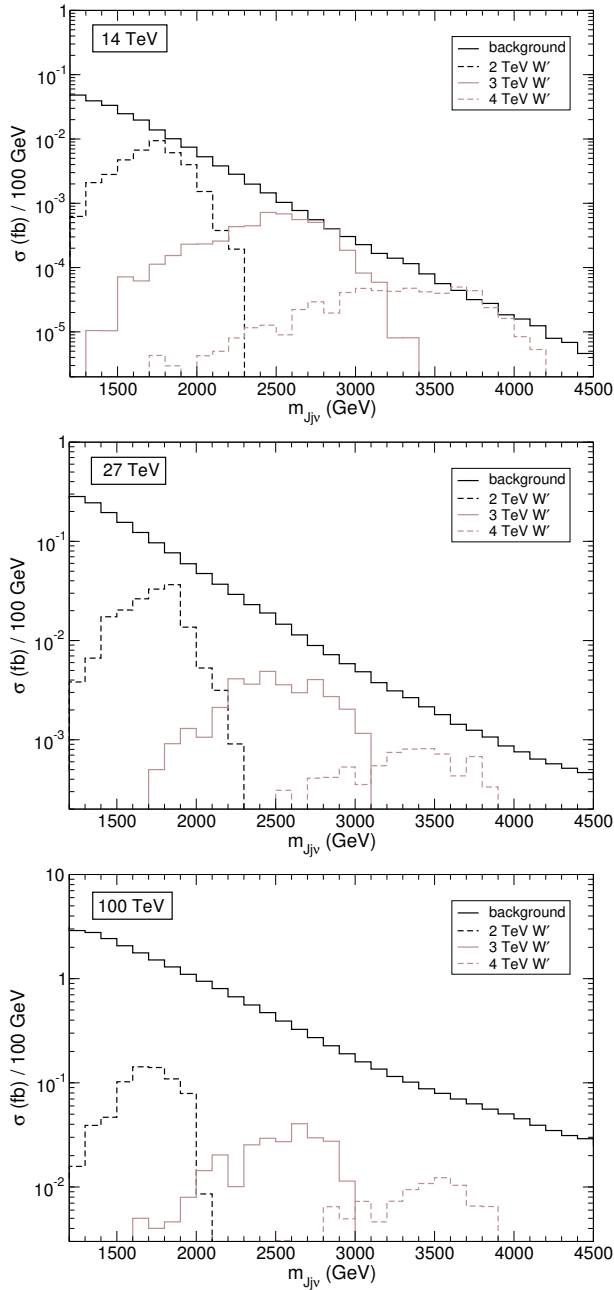 14 TeV
background
2 TeV W′
3 TeV W′
4 TeV W′
1
10^-1
10^-2
10^-3
10^-4
10^-5
σ (fb) / 100 GeV
1500 2000 2500 3000 3500 4000 4500
m_Jjν (GeV)
27 TeV
background
2 TeV W′
3 TeV W′
4 TeV W′
1
10^-1
10^-2
10^-3
σ (fb) / 100 GeV
1500 2000 2500 3000 3500 4000 4500
m_Jjν (GeV)
100 TeV
background
2 TeV W′
3 TeV W′
4 TeV W′
10
1
10^-1
10^-2
σ (fb) / 100 GeV
1500 2000 2500 3000 3500 4000 4500
m_Jjν (GeV)